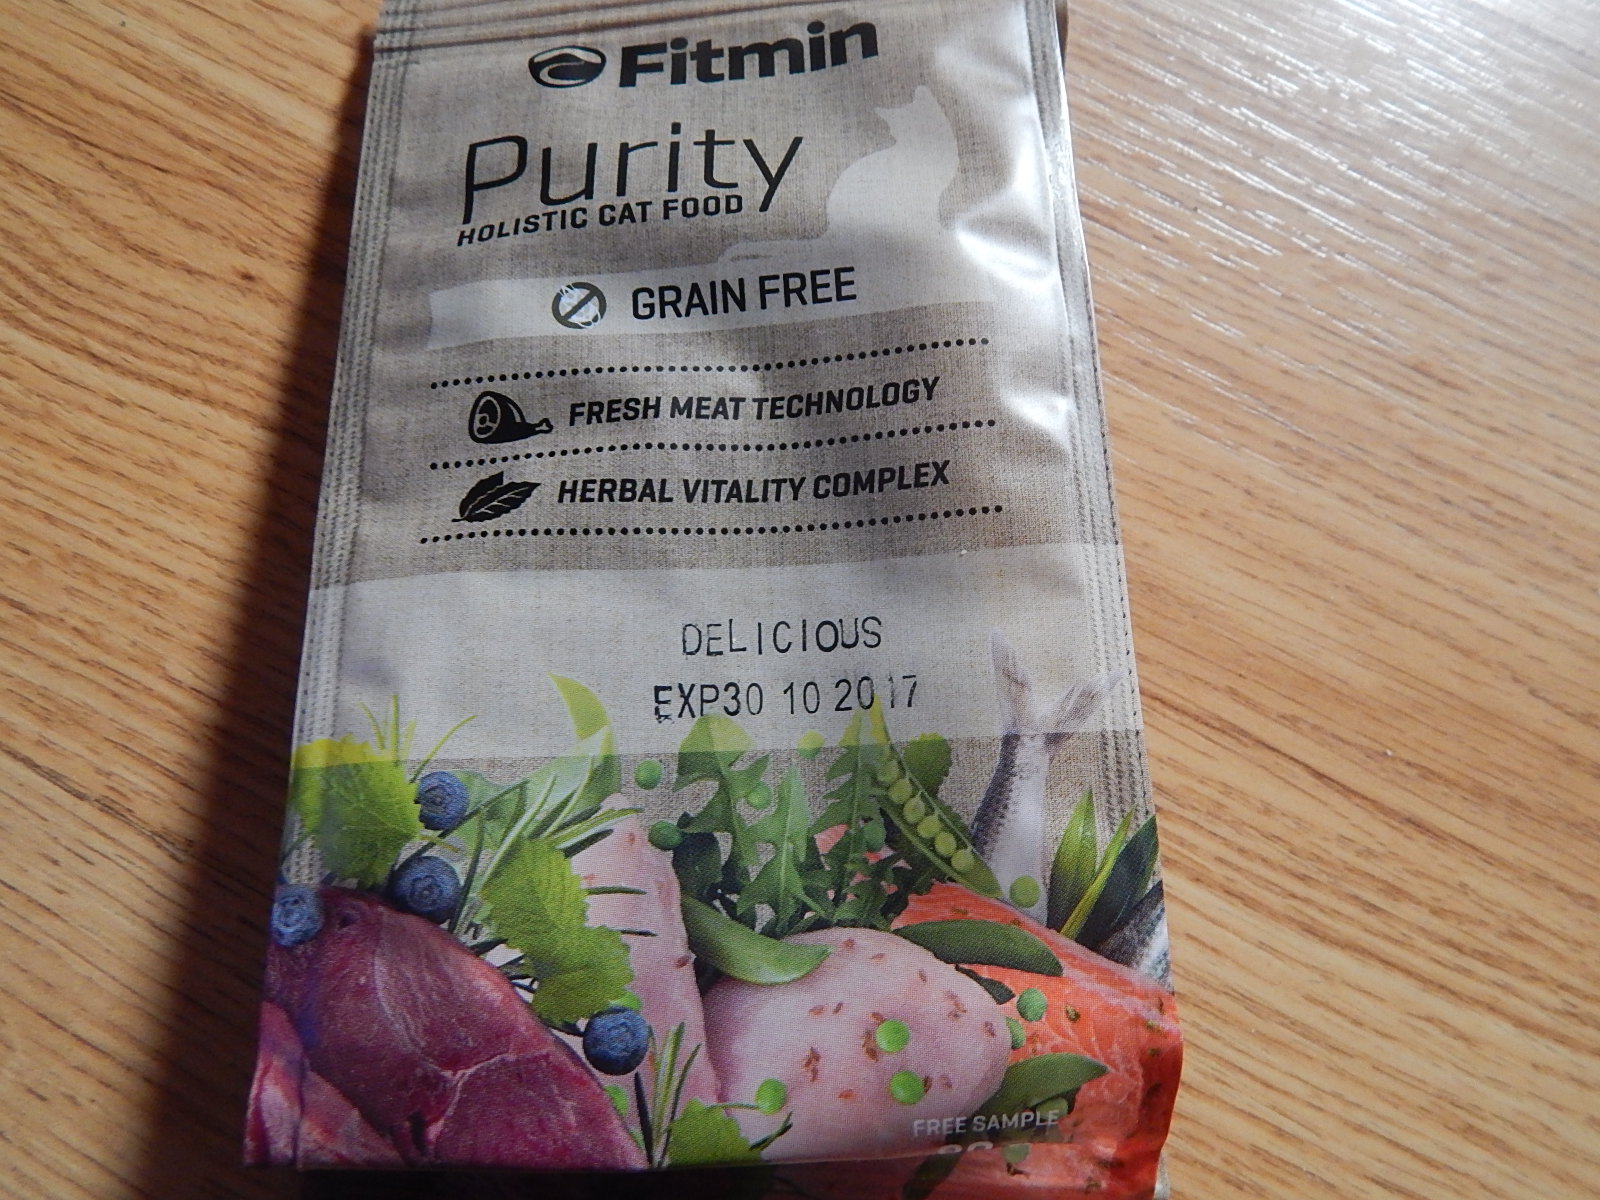 Fitmin
Purity
HOLISTIC CAT FOOD
GRAIN FREE
FRESH MEAT TECHNOLOGY
HERBAL VITALITY COMPLEX
DELICIOUS
EXP30 10 2017
FREE SAMPLE